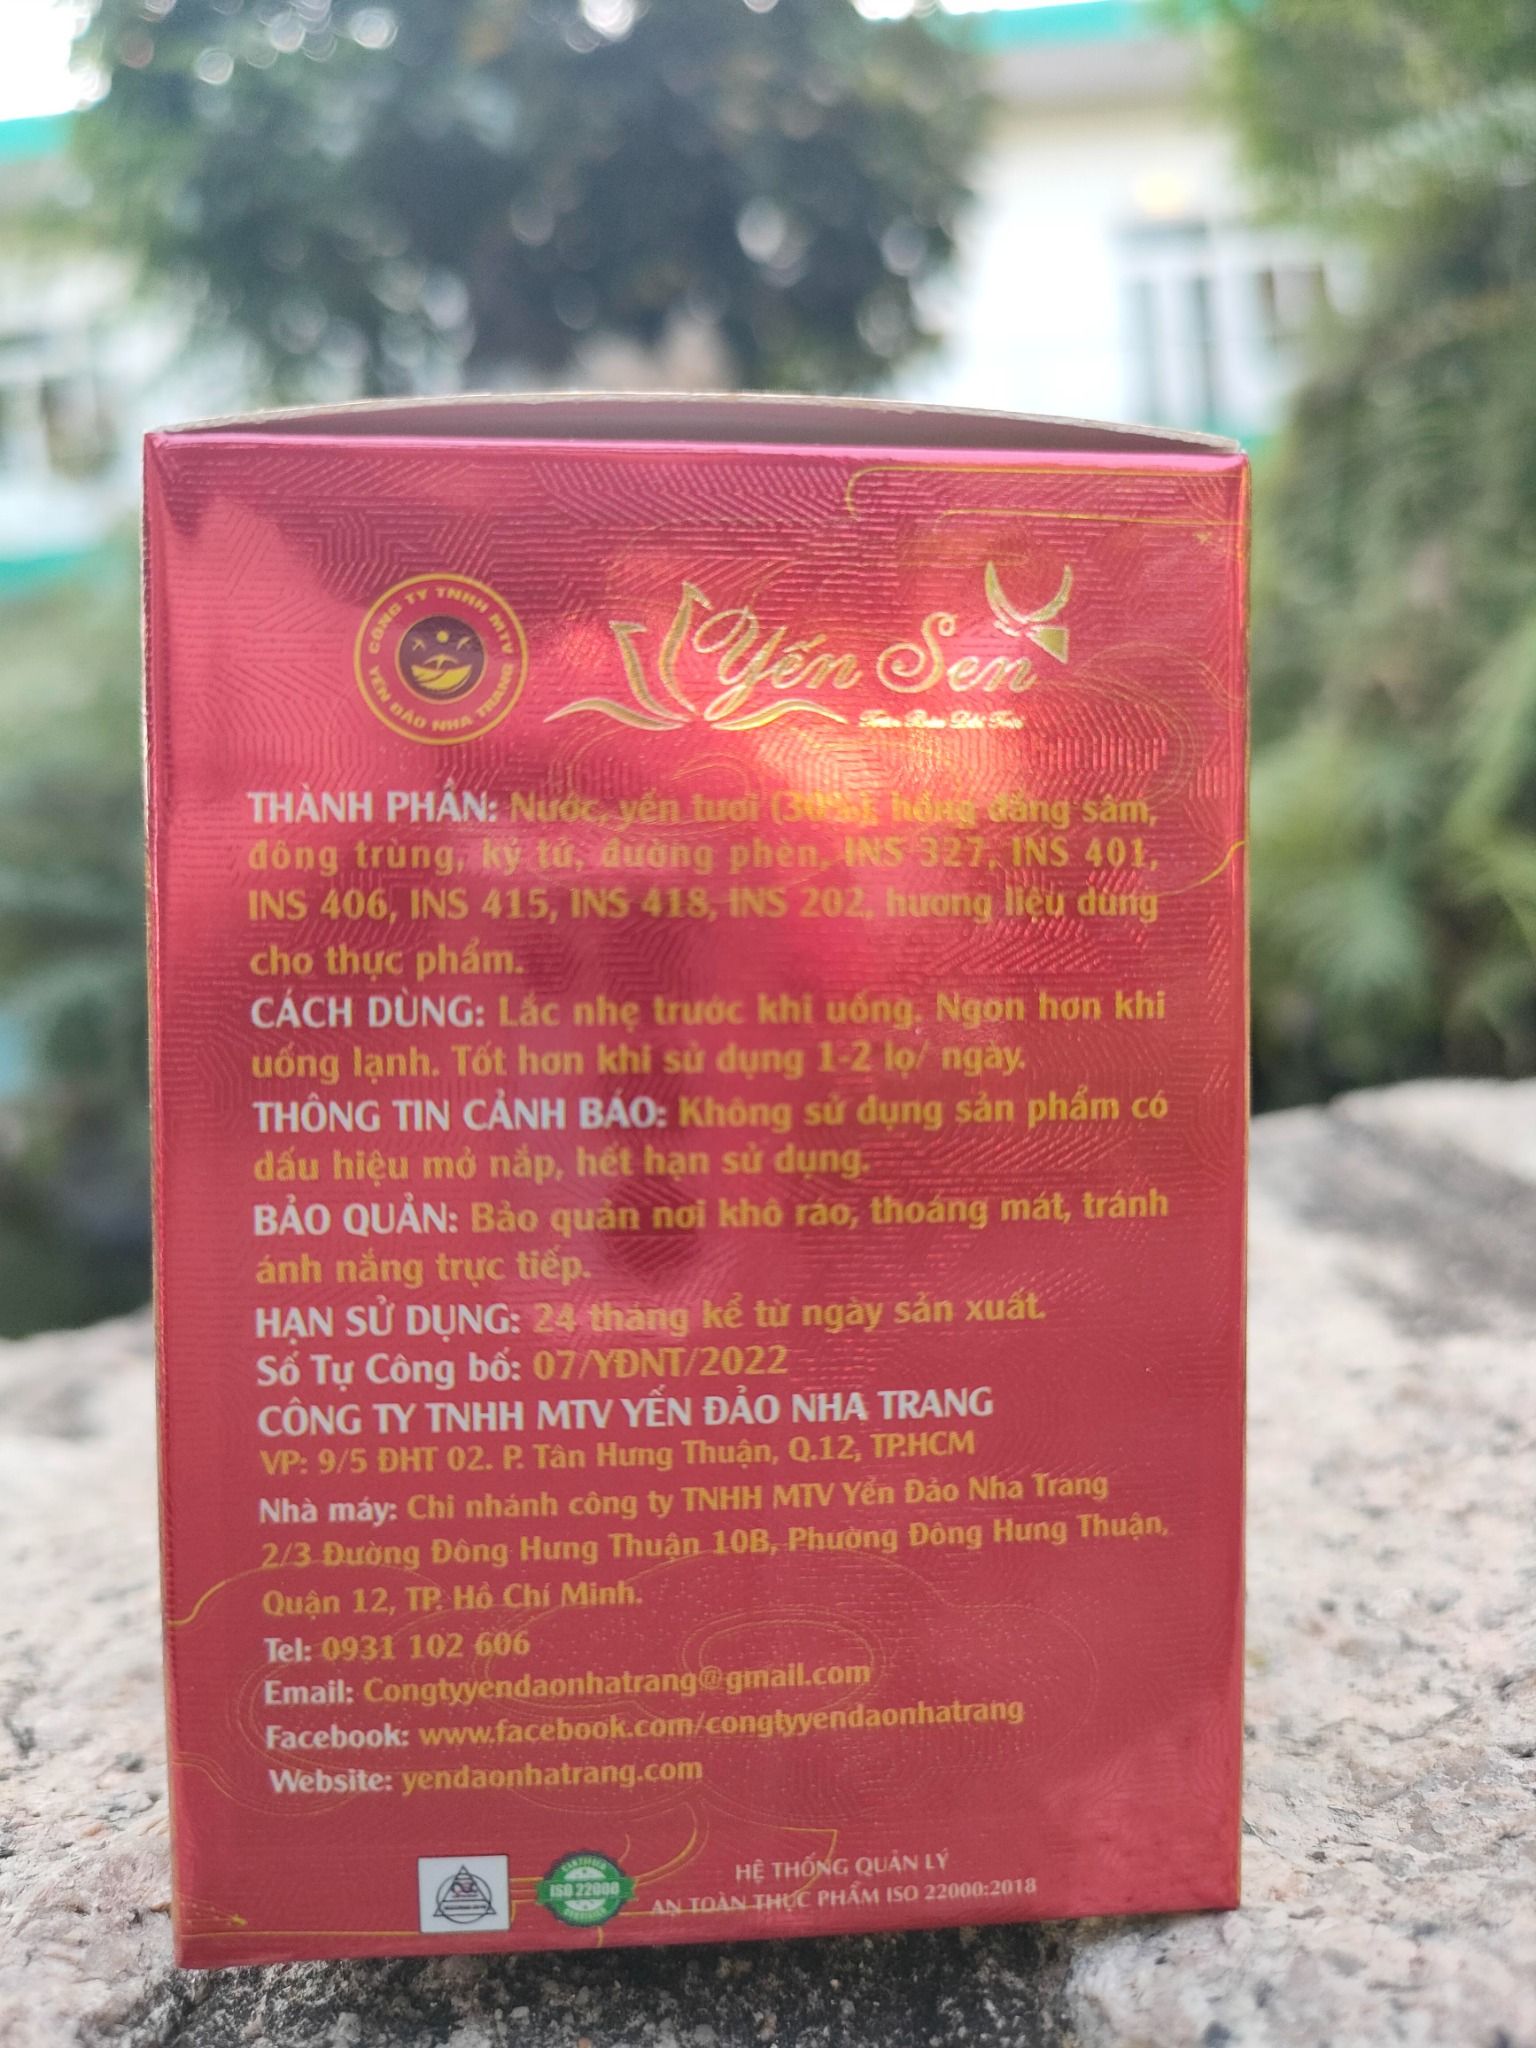 CÔNG TY TNHH MTV
YẾN ĐẢO NHA TRANG
Yến Sen
THÀNH PHẦN: Nước, yến tươi (30%), hồng đẳng sâm,
đông trùng, kỷ tử, đường phèn, INS 327, INS 401,
INS 406, INS 415, INS 418, INS 202, hương liệu dùng
cho thực phẩm.
CÁCH DÙNG: Lắc nhẹ trước khi uống. Ngon hơn khi
uống lạnh. Tốt hơn khi sử dụng 1-2 lọ/ ngày.
THÔNG TIN CẢNH BÁO: Không sử dụng sản phẩm có
dấu hiệu mở nắp, hết hạn sử dụng.
BẢO QUẢN: Bảo quản nơi khô ráo, thoáng mát, tránh
ánh nắng trực tiếp.
HẠN SỬ DỤNG: 24 tháng kể từ ngày sản xuất.
Số Tự Công bố: 07/YĐNT/2022
CÔNG TY TNHH MTV YẾN ĐẢO NHA TRANG
VP: 9/5 ĐHT 02. P. Tân Hưng Thuận, Q.12, TP.HCM
Nhà máy: Chi nhánh công ty TNHH MTV Yến Đảo Nha Trang
2/3 Đường Đông Hưng Thuận 10B, Phường Đông Hưng Thuận,
Quận 12, TP. Hồ Chí Minh.
Tel: 0931 102 606
Email: Congtyyendaonhatrang@gmail.com
Facebook: www.facebook.com/congtyyendaonhatrang
Website: yendaonhatrang.com
CERTIFIED
ISO 22000
CERTIFIED
HỆ THỐNG QUẢN LÝ
AN TOÀN THỰC PHẨM ISO 22000:2018